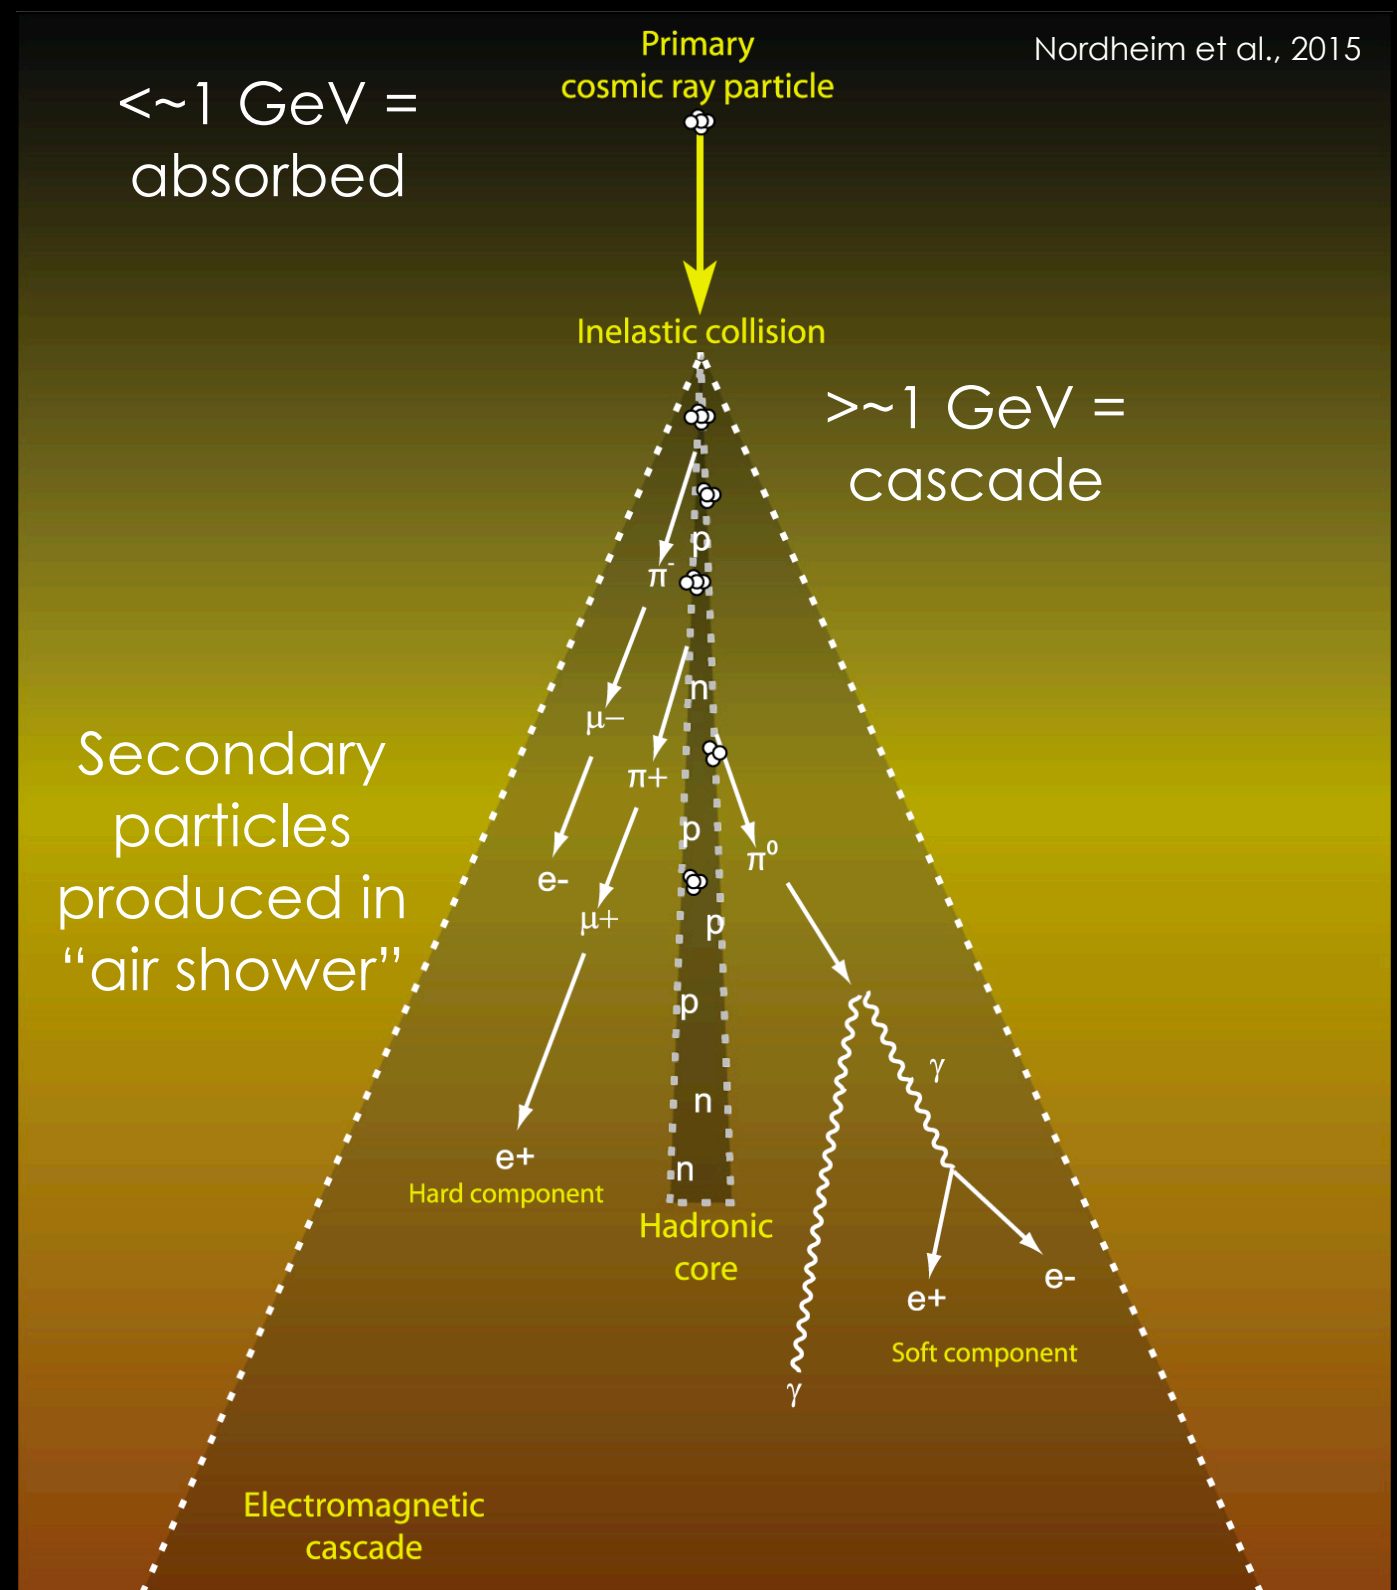 Primary
cosmic ray particle
Nordheim et al., 2015
<~1 GeV =
absorbed
Inelastic collision
>~1 GeV =
cascade
p
π-
n
μ−
π+
Secondary
particles
produced in
“air shower”
p
π⁰
e-
μ+
p
p
γ
n
e+
n
Hard component
Hadronic
core
e-
e+
Soft component
γ
Electromagnetic
cascade